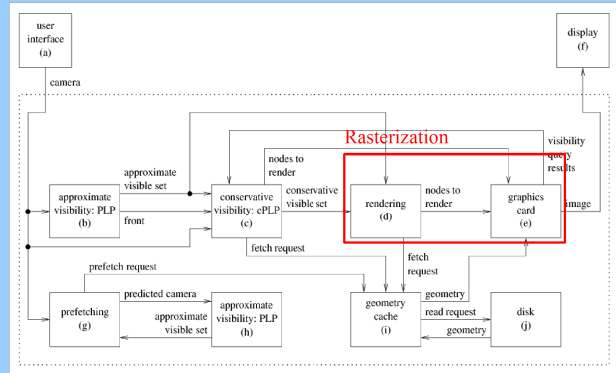 user
interface
(a)
display
(f)
camera
Rasterization
visibility
query
results
nodes to
render
approximate
visible set
approximate
visibility: PLP
(b)
front
conservative
visibility: cPLP
(c)
conservative
visible set
rendering
(d)
nodes to
render
graphics
card
(e)
image
fetch request
fetch
request
prefetch request
prefetching
(g)
predicted camera
approximate
visible set
approximate
visibility: PLP
(h)
geometry
cache
(i)
geometry
read request
geometry
disk
(j)